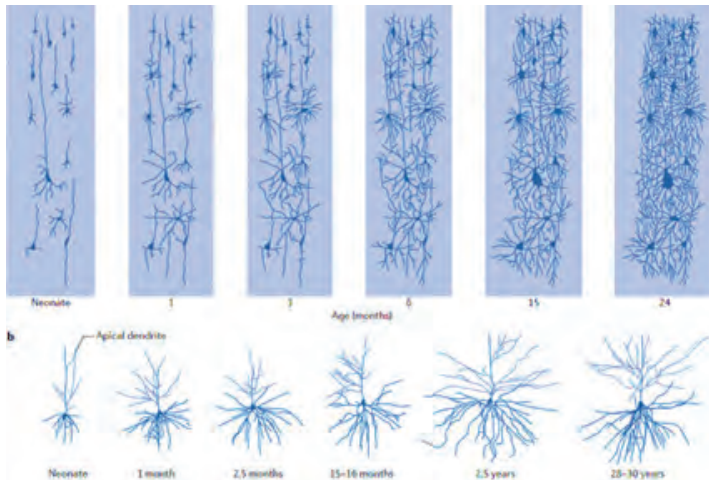 Neonate 1 3 6 15 24
Age (months)
b
Apical dendrite
Neonate 1 month 2,5 months 15–16 months 2,5 years 28–30 years